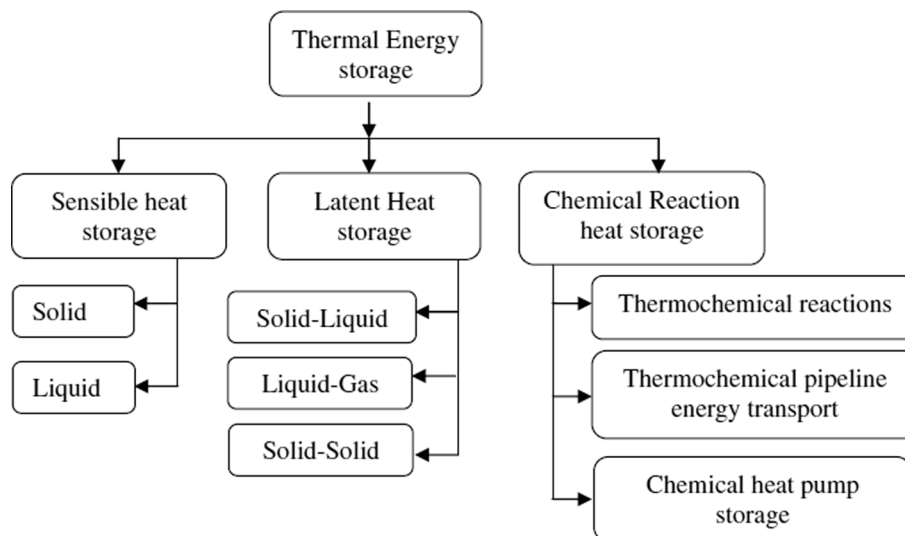 Thermal Energy
storage
Sensible heat
storage
Latent Heat
storage
Chemical Reaction
heat storage
Solid
Liquid
Solid-Liquid
Liquid-Gas
Solid-Solid
Thermochemical reactions
Thermochemical pipeline
energy transport
Chemical heat pump
storage